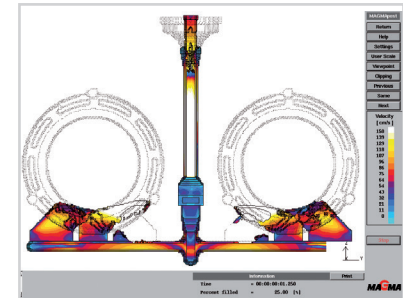 MAGMApost
Return
Help
Settings
User Scale
Viewpoint
Clipping
Previous
Same
Next
Velocity
[cm/s]
150
139
129
118
107
96
86
75
64
54
43
32
21
11
0
Information
Print
Time = 00:00:00:01.250
Percent filled = 25.00 [%]
MAGMA